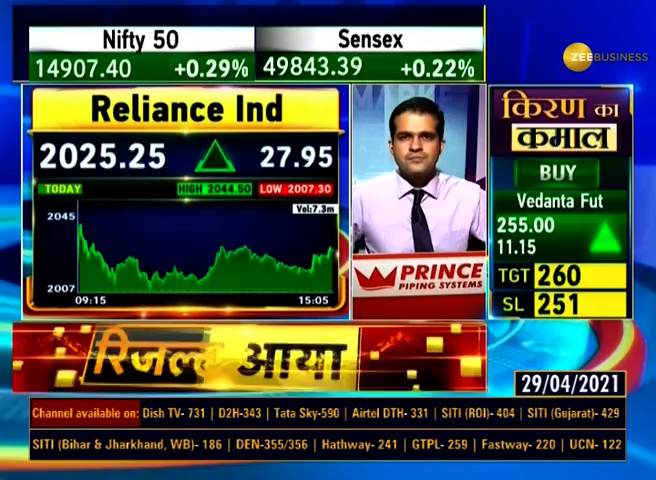 Nifty 50
14907.40 +0.29%
Sensex
49843.39 +0.22%
ZEE BUSINESS
Reliance Ind
2025.25 27.95
TODAY HIGH 2044.50 LOW 2007.30
Vol:7.3m
2045
2007
09:15 15:05
MARKET
PRINCE
PIPING SYSTEMS
किरण का
कमाल
BUY
Vedanta Fut
255.00
11.15
TGT 260
SL 251
रिजल्ट आया
29/04/2021
Channel available on: Dish TV- 731 | D2H-343 | Tata Sky-590 | Airtel DTH- 331 | SITI (ROI)- 404 | SITI (Gujarat)- 429
SITI (Bihar & Jharkhand, WB)- 186 | DEN-355/356 | Hathway- 241 | GTPL- 259 | Fastway- 220 | UCN- 122